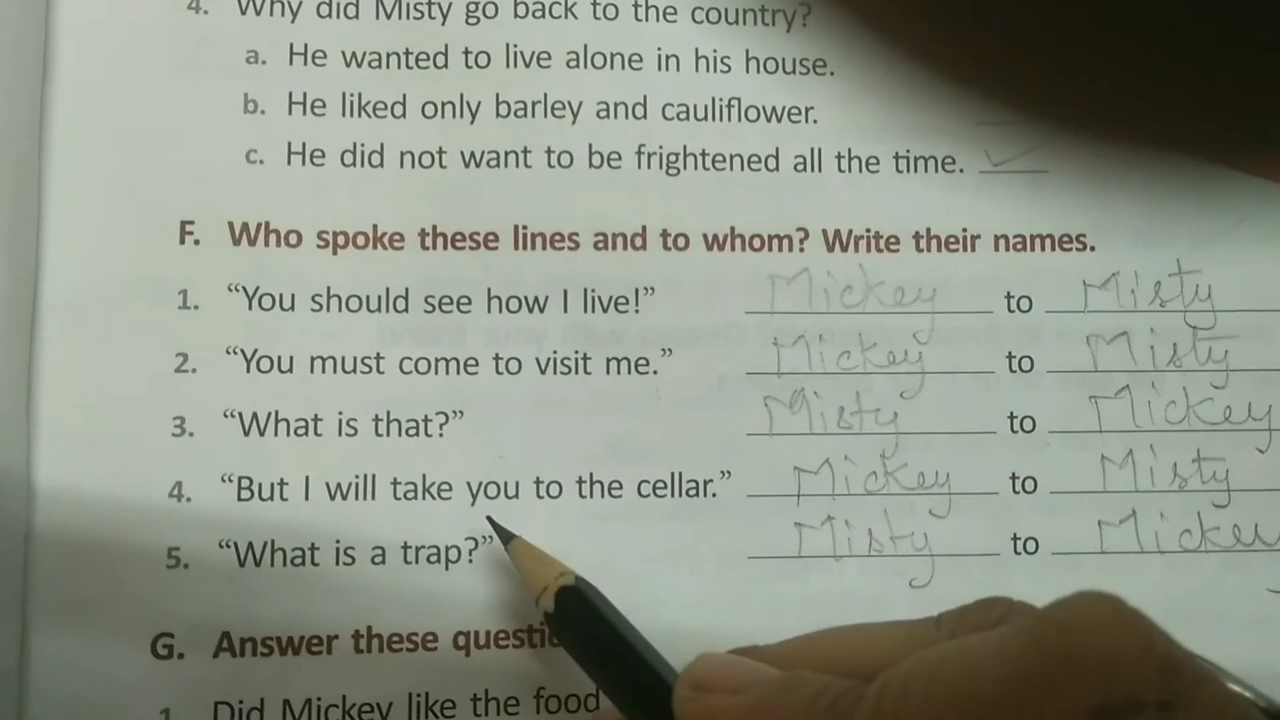 4. Why did Misty go back to the country?
a. He wanted to live alone in his house.
b. He liked only barley and cauliflower.
c. He did not want to be frightened all the time. ✓
F. Who spoke these lines and to whom? Write their names.
1. “You should see how I live!” Mickey to Misty
2. “You must come to visit me.” Mickey to Misty
3. “What is that?” Misty to Mickey
4. “But I will take you to the cellar.” Mickey to Misty
5. “What is a trap?” Misty to Micke
G. Answer these questi
1. Did Mickey like the food